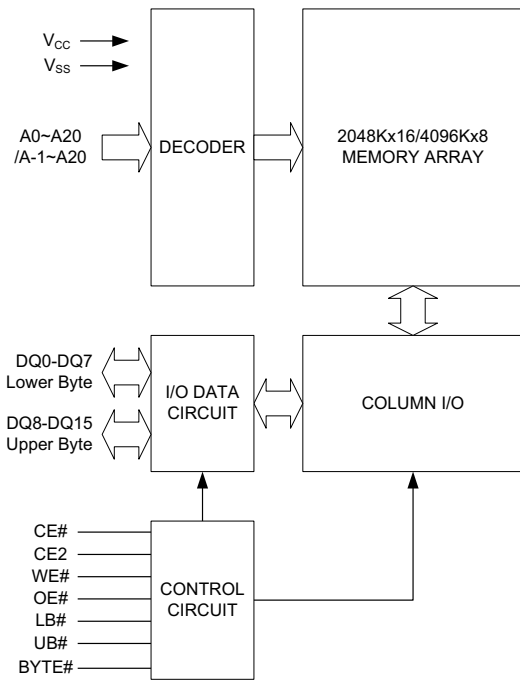 VCC
VSS
A0~A20
/A-1~A20
DECODER
2048Kx16/4096Kx8
MEMORY ARRAY
DQ0-DQ7
Lower Byte
DQ8-DQ15
Upper Byte
I/O DATA
CIRCUIT
COLUMN I/O
CE#
CE2
WE#
OE#
LB#
UB#
BYTE#
CONTROL
CIRCUIT